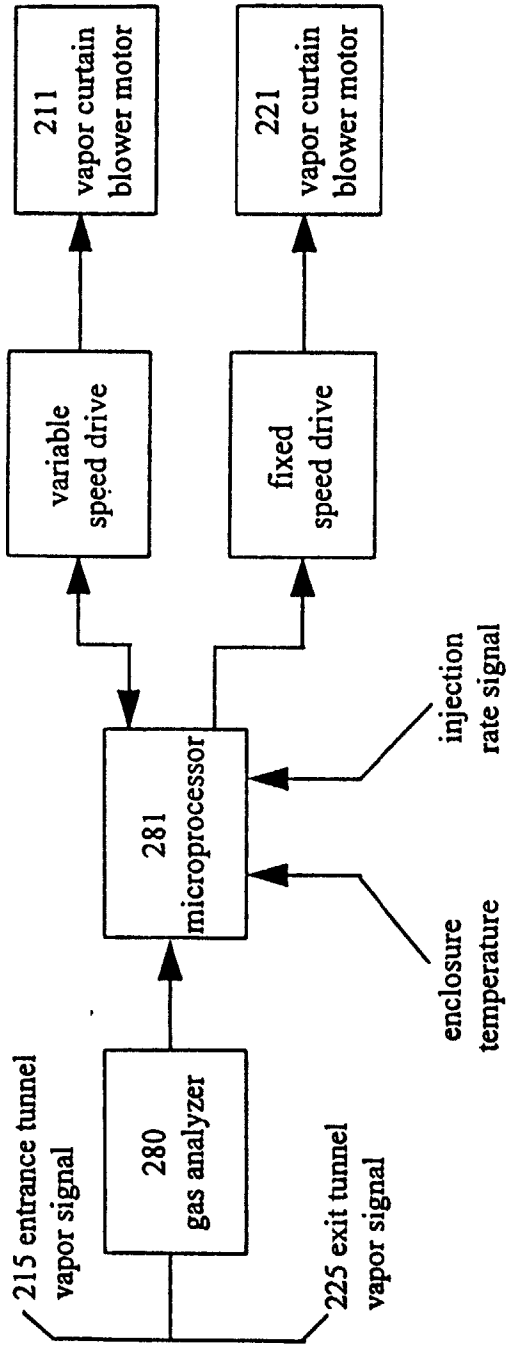 215 entrance tunnel
vapor signal
225 exit tunnel
vapor signal
280
gas analyzer
281
microprocessor
enclosure
temperature
injection
rate signal
variable
speed drive
fixed
speed drive
211
vapor curtain
blower motor
221
vapor curtain
blower motor